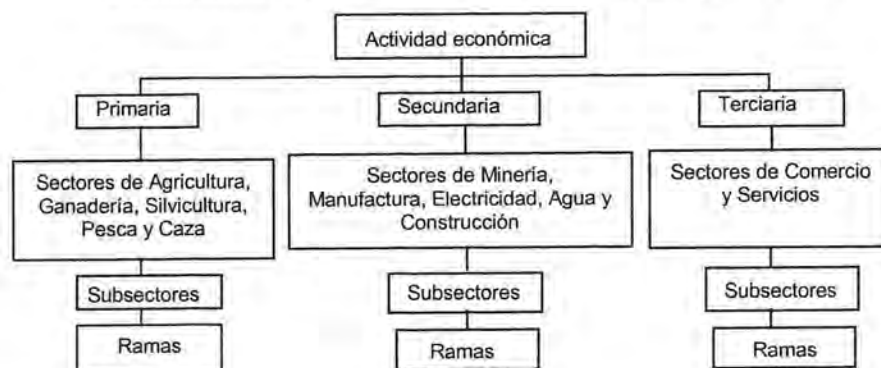 Actividad económica
Primaria
Secundaria
Terciaria
Sectores de Agricultura,
Ganadería, Silvicultura,
Pesca y Caza
Sectores de Minería,
Manufactura, Electricidad, Agua y
Construcción
Sectores de Comercio
y Servicios
Subsectores
Subsectores
Subsectores
Ramas
Ramas
Ramas